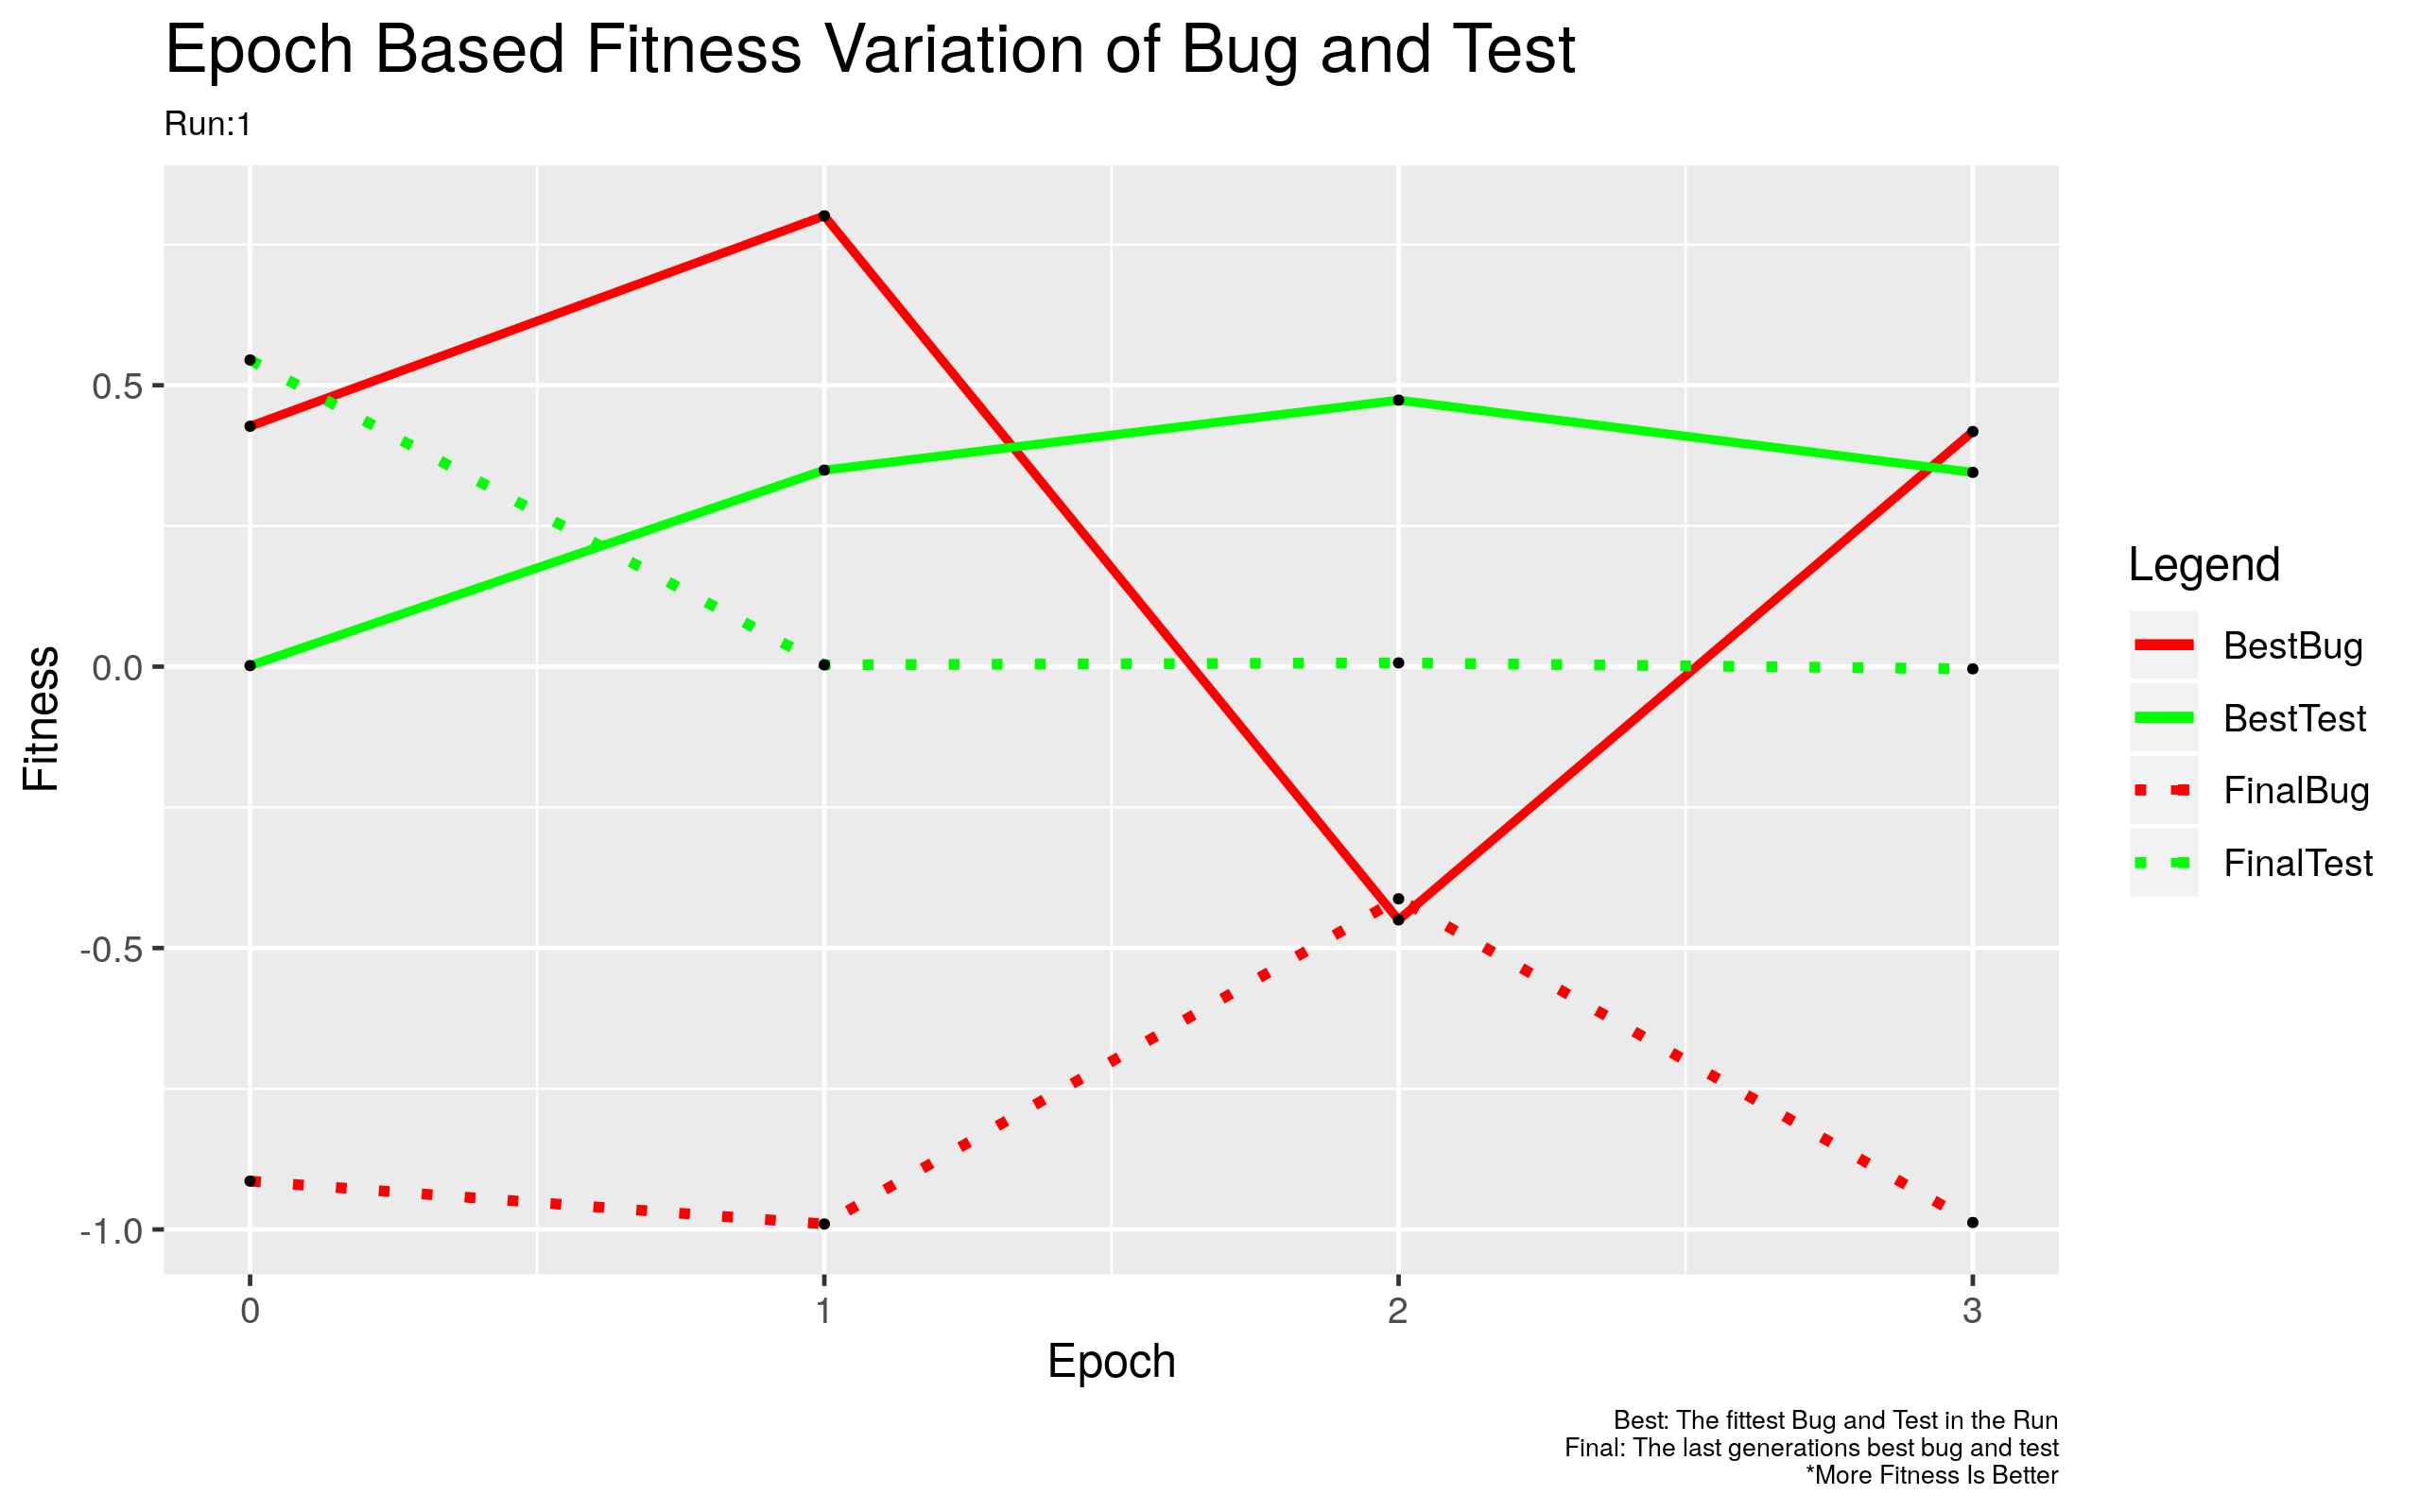 Epoch Based Fitness Variation of Bug and Test
Run:1
Fitness
0.5
0.0
-0.5
-1.0
0
1
2
3
Epoch
Legend
BestBug
BestTest
FinalBug
FinalTest
Best: The fittest Bug and Test in the Run
Final: The last generations best bug and test
*More Fitness Is Better